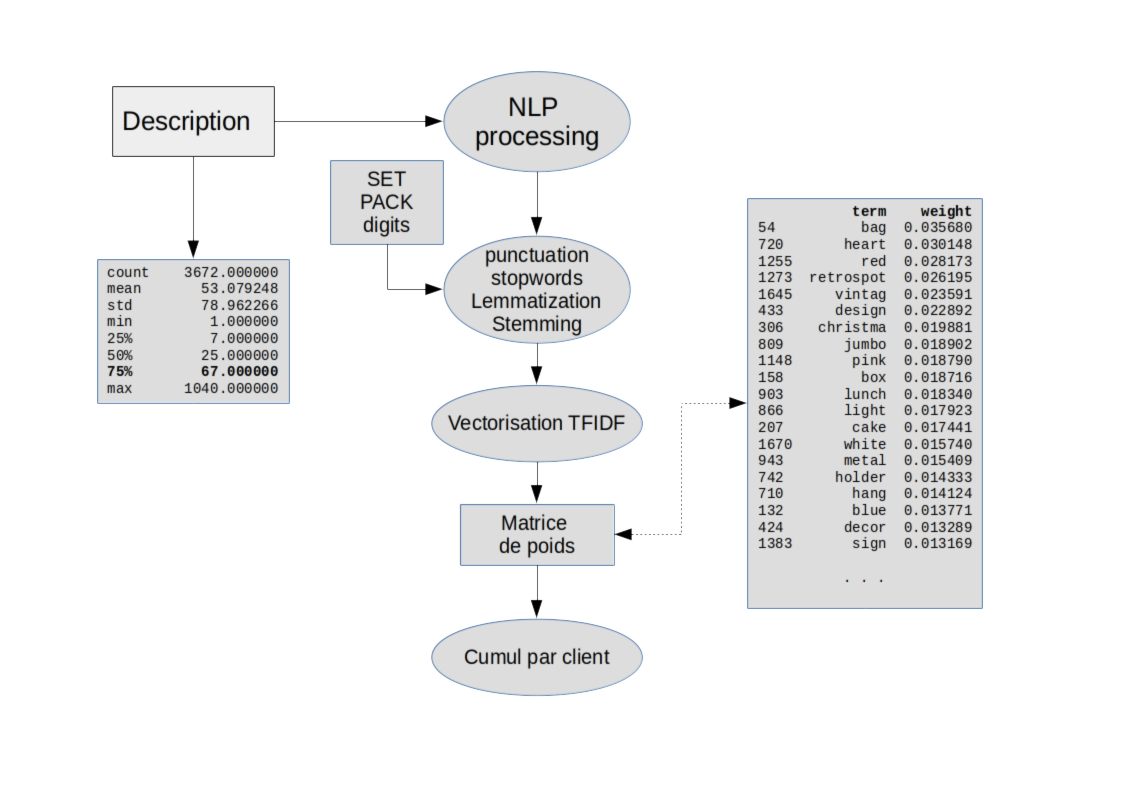 Description
NLP
processing
SET
PACK
digits
punctuation
stopwords
Lemmatization
Stemming
count 3672.000000
mean 53.079248
std 78.962266
min 1.000000
25% 7.000000
50% 25.000000
75% 67.000000
max 1040.000000
Vectorisation TFIDF
Matrice
de poids
Cumul par client
term weight
54 bag 0.035680
720 heart 0.030148
1255 red 0.028173
1273 retrospot 0.026195
1645 vintag 0.023591
433 design 0.022892
306 christma 0.019881
809 jumbo 0.018902
1148 pink 0.018790
158 box 0.018716
903 lunch 0.018340
866 light 0.017923
207 cake 0.017441
1670 white 0.015740
943 metal 0.015409
742 holder 0.014333
710 hang 0.014124
132 blue 0.013771
424 decor 0.013289
1383 sign 0.013169
. . .